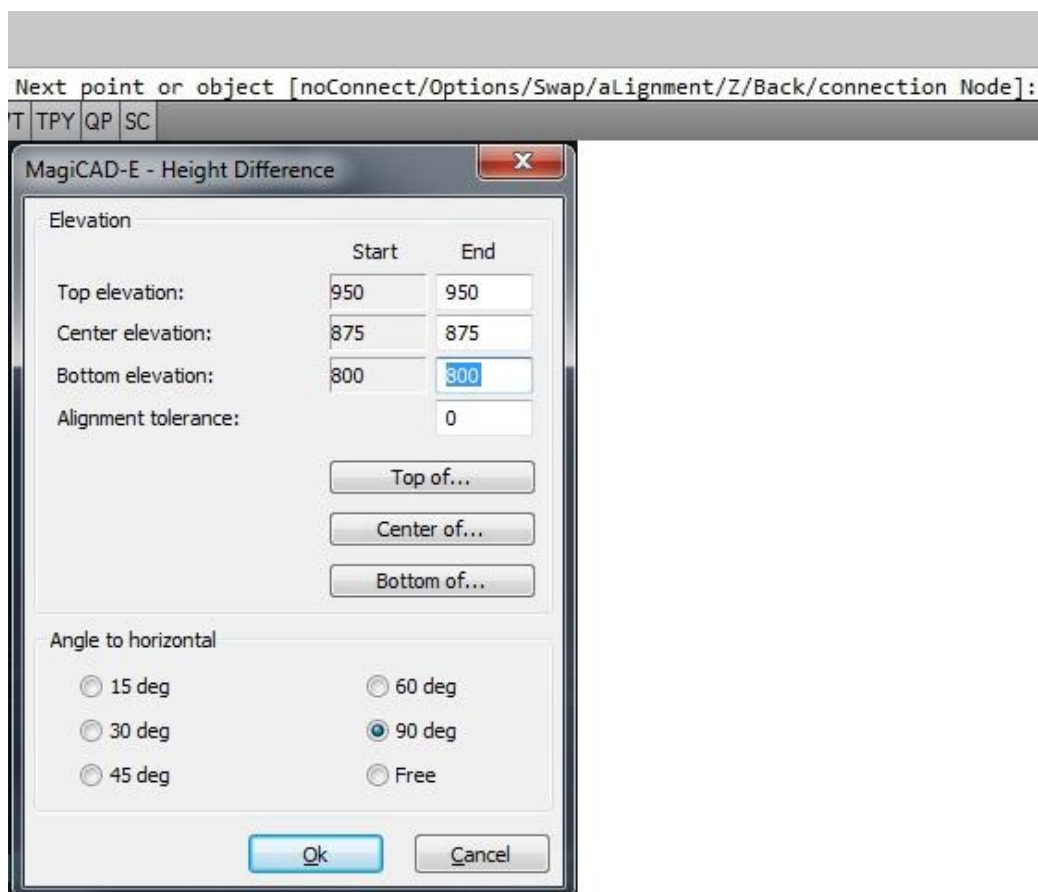 Next point or object [noConnect/Options/Swap/aLignment/Z/Back/connection Node]:
TPY QP SC
MagiCAD-E - Height Difference
Elevation
Start End
Top elevation: 950 950
Center elevation: 875 875
Bottom elevation: 800 800
Alignment tolerance: 0
Top of...
Center of...
Bottom of...
Angle to horizontal
15 deg 60 deg
30 deg 90 deg
45 deg Free
Ok Cancel